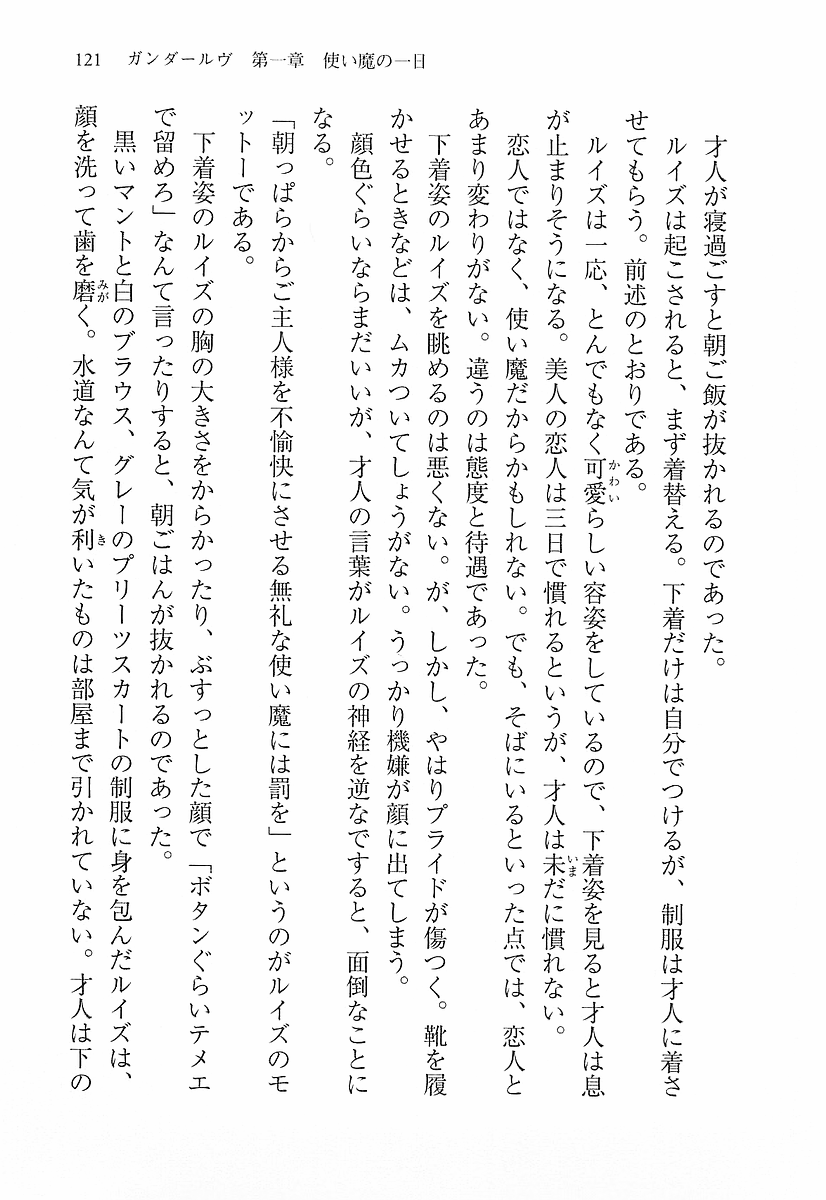 121　ガンダールヴ　第一章　使い魔の一日
　才人が寝過ごすと朝ご飯が抜かれるのであった。
　ルイズは起こされると、まず着替える。下着だけは自分でつけるが、制服は才人に着さ
せてもらう。前述のとおりである。
　ルイズは一応、とんでもなく可愛らしい容姿をしているので、下着姿を見ると才人は息
が止まりそうになる。美人の恋人は三日で慣れるというが、才人は未だに慣れない。
　恋人ではなく、使い魔だからかもしれない。でも、そばにいるといった点では、恋人と
あまり変わりがない。違うのは態度と待遇であった。
　下着姿のルイズを眺めるのは悪くない。が、しかし、やはりプライドが傷つく。靴を履
かせるときなどは、ムカついてしょうがない。うっかり機嫌が顔に出てしまう。
　顔色ぐらいならまだいいが、才人の言葉がルイズの神経を逆なですると、面倒なことに
なる。
「朝っぱらからご主人様を不愉快にさせる無礼な使い魔には罰を」というのがルイズのモ
ットーである。
　下着姿のルイズの胸の大きさをからかったり、ぶすっとした顔で「ボタンぐらいテメエ
で留めろ」なんて言ったりすると、朝ごはんが抜かれるのであった。
　黒いマントと白のブラウス、グレーのプリーツスカートの制服に身を包んだルイズは、
顔を洗って歯を磨く。水道なんて気が利いたものは部屋まで引かれていない。才人は下の
かわい
いま
みが
き